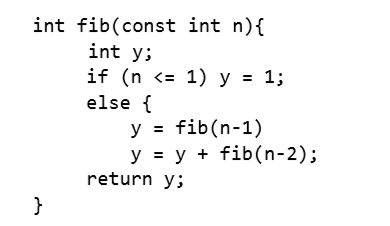 int fib(const int n){
int y;
if (n <= 1) y = 1;
else {
y = fib(n-1)
y = y + fib(n-2);
return y;
}